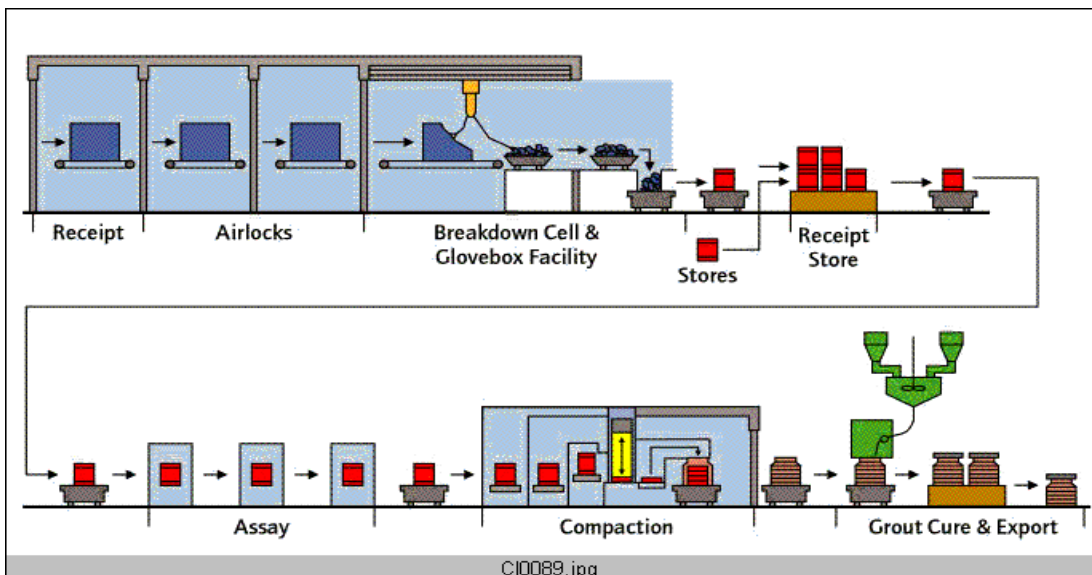 Receipt
Airlocks
Breakdown Cell &
Glovebox Facility
Stores
Receipt
Store
Assay
Compaction
Grout Cure & Export
CI0089.jpg